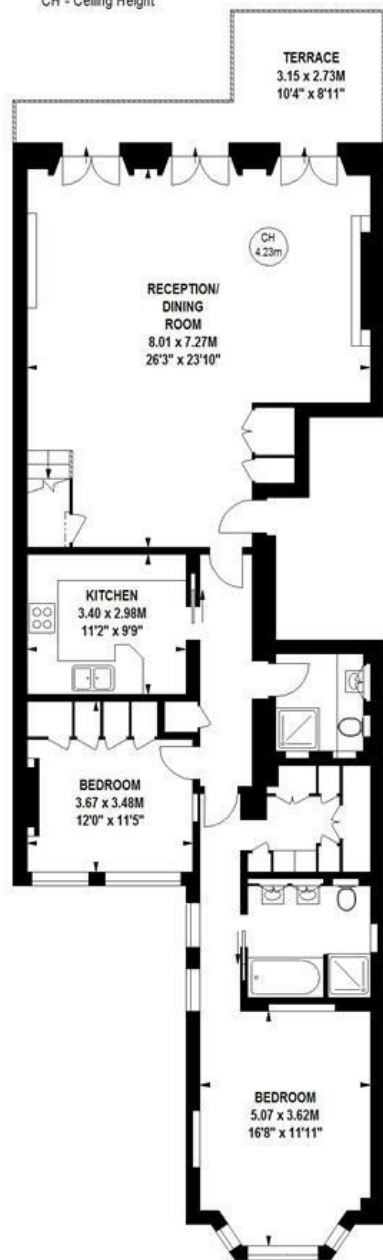 CH - Ceiling Height
TERRACE
3.15 x 2.73M
10'4" x 8'11"
CH
4.23m
RECEPTION/
DINING
ROOM
8.01 x 7.27M
26'3" x 23'10"
KITCHEN
3.40 x 2.98M
11'2" x 9'9"
BEDROOM
3.67 x 3.48M
12'0" x 11'5"
BEDROOM
5.07 x 3.62M
16'8" x 11'11"